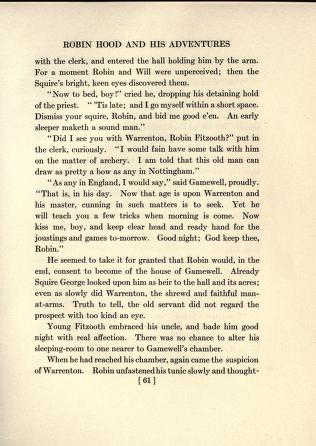 ROBIN HOOD AND HIS ADVENTURES
with the clerk, and entered the hall holding him by the arm.
For a moment Robin and Will were unperceived; then the
Squire's bright, keen eyes discovered them.
"Now to bed, boy!" cried he, dropping his detaining hold
of the priest. "'Tis late; and I go myself within a short space.
Dismiss your squire, Robin, and bid me good e'en. An early
sleeper maketh a sound man."
"Did I see you with Warrenton, Robin Fitzooth?" put in
the clerk, curiously. "I would fain have some talk with him
on the matter of archery. I am told that this old man can
draw as pretty a bow as any in Nottingham."
"As any in England, I would say," said Gamewell, proudly.
"That is, in his day. Now that age is upon Warrenton and
his master, cunning in such matters is to seek. Yet he
will teach you a few tricks when morning is come. Now
kiss me, boy, and keep clear head and ready hand for the
joustings and games to-morrow. Good night; God keep thee,
Robin."
He seemed to take it for granted that Robin would, in the
end, consent to become of the house of Gamewell. Already
Squire George looked upon him as heir to the hall and its acres;
even as slowly did Warrenton, the shrewd and faithful man-
at-arms. Truth to tell, the old servant did not regard the
prospect with too kind an eye.
Young Fitzooth embraced his uncle, and bade him good
night with real affection. There was no chance to alter his
sleeping-room to one nearer to Gamewell's chamber.
When he had reached his chamber, again came the suspicion
of Warrenton. Robin unfastened his tunic slowly and thought-
[ 61 ]